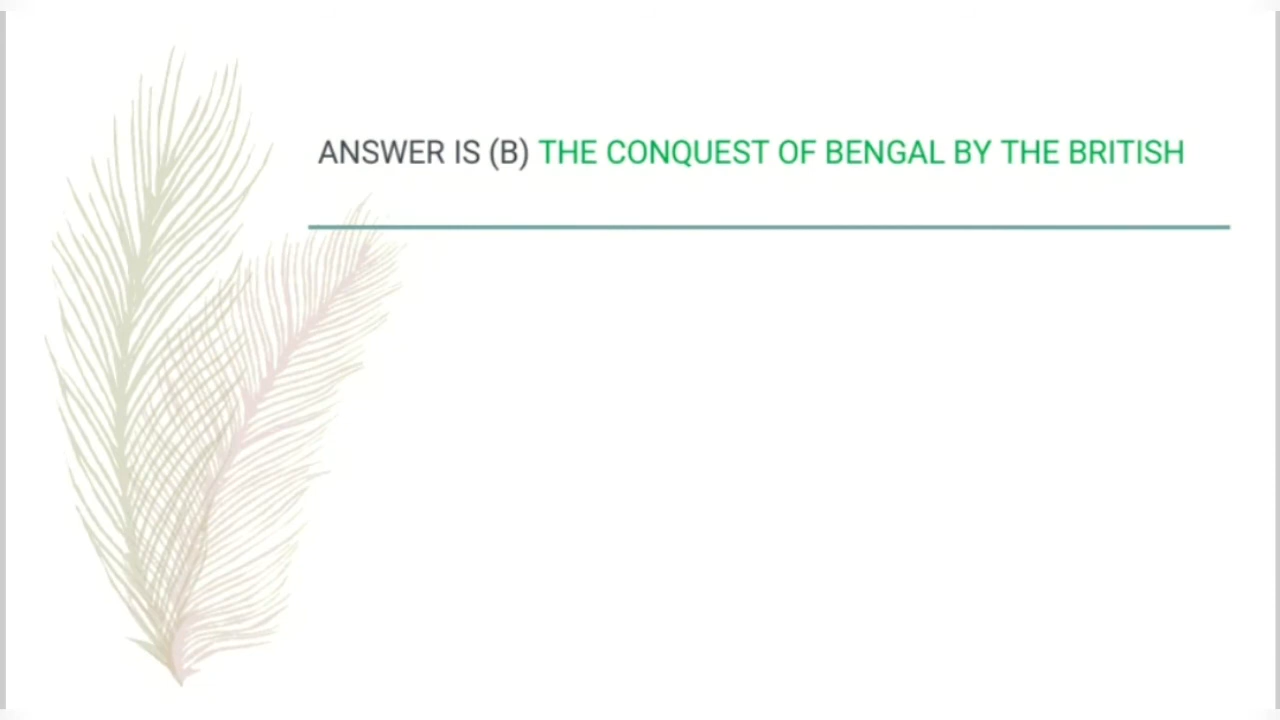 ANSWER IS (B) THE CONQUEST OF BENGAL BY THE BRITISH